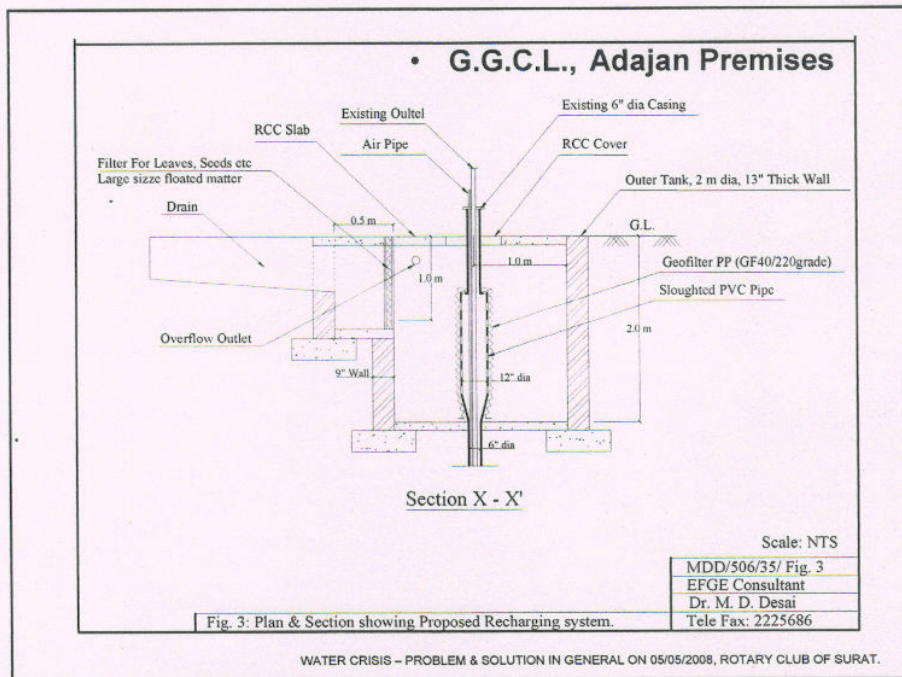 • G.G.C.L., Adajan Premises
Existing Oultel
Existing 6" dia Casing
RCC Slab
Air Pipe
RCC Cover
Filter For Leaves, Seeds etc
Large sizze floated matter
Outer Tank, 2 m dia, 13" Thick Wall
Drain
0.5 m
G.L.
1.0 m
1.0 m
Geofilter PP (GF40/220grade)
Sloughted PVC Pipe
Overflow Outlet
2.0 m
9" Wall
12" dia
6" dia
Section X - X'
Scale: NTS
MDD/506/35/ Fig. 3
EFGE Consultant
Dr. M. D. Desai
Fig. 3: Plan & Section showing Proposed Recharging system.
Tele Fax: 2225686
WATER CRISIS – PROBLEM & SOLUTION IN GENERAL ON 05/05/2008, ROTARY CLUB OF SURAT.